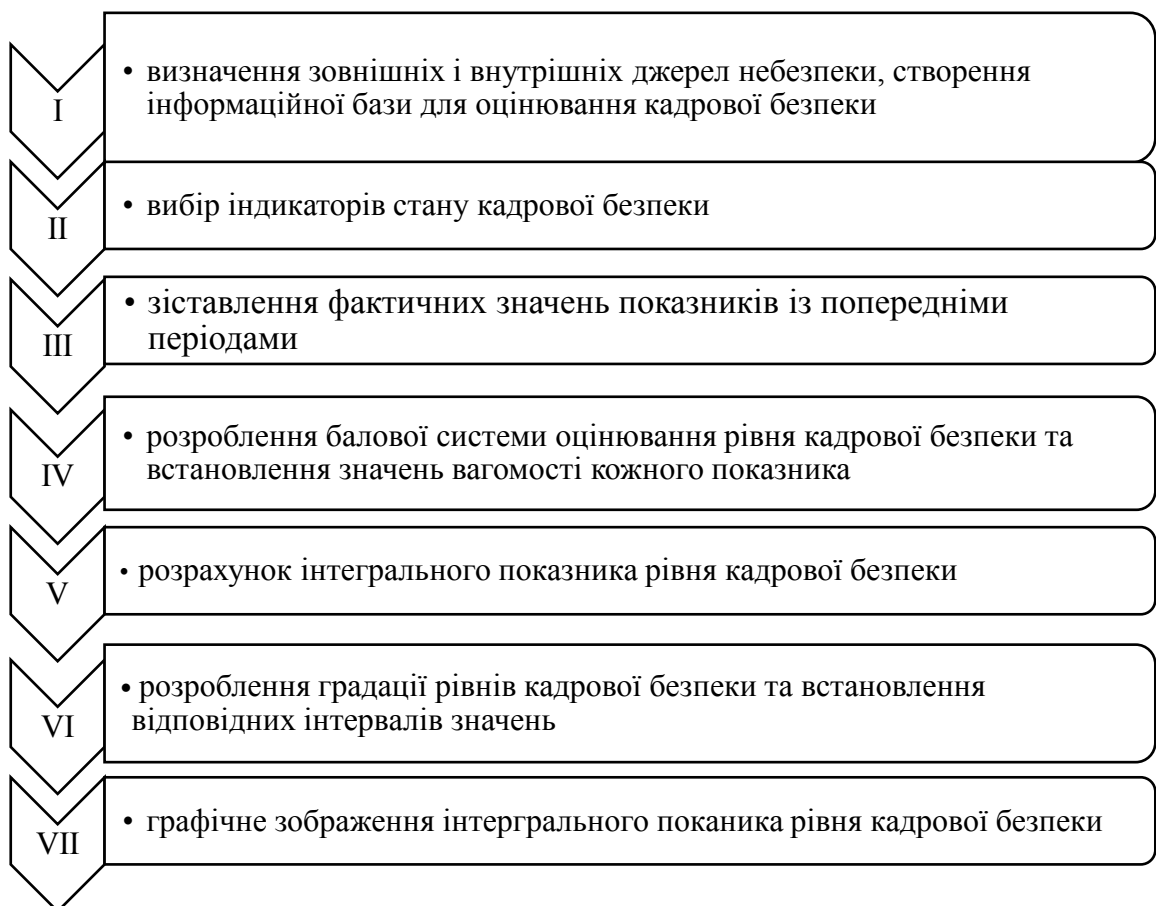 I
• визначення зовнішніх і внутрішніх джерел небезпеки, створення
інформаційної бази для оцінювання кадрової безпеки
II
• вибір індикаторів стану кадрової безпеки
III
• зіставлення фактичних значень показників із попередніми
періодами
IV
• розроблення балової системи оцінювання рівня кадрової безпеки та
встановлення значень вагомості кожного показника
V
• розрахунок інтегрального показника рівня кадрової безпеки
VI
• розроблення градації рівнів кадрової безпеки та встановлення
відповідних інтервалів значень
VII
• графічне зображення інтергрального поканика рівня кадрової безпеки